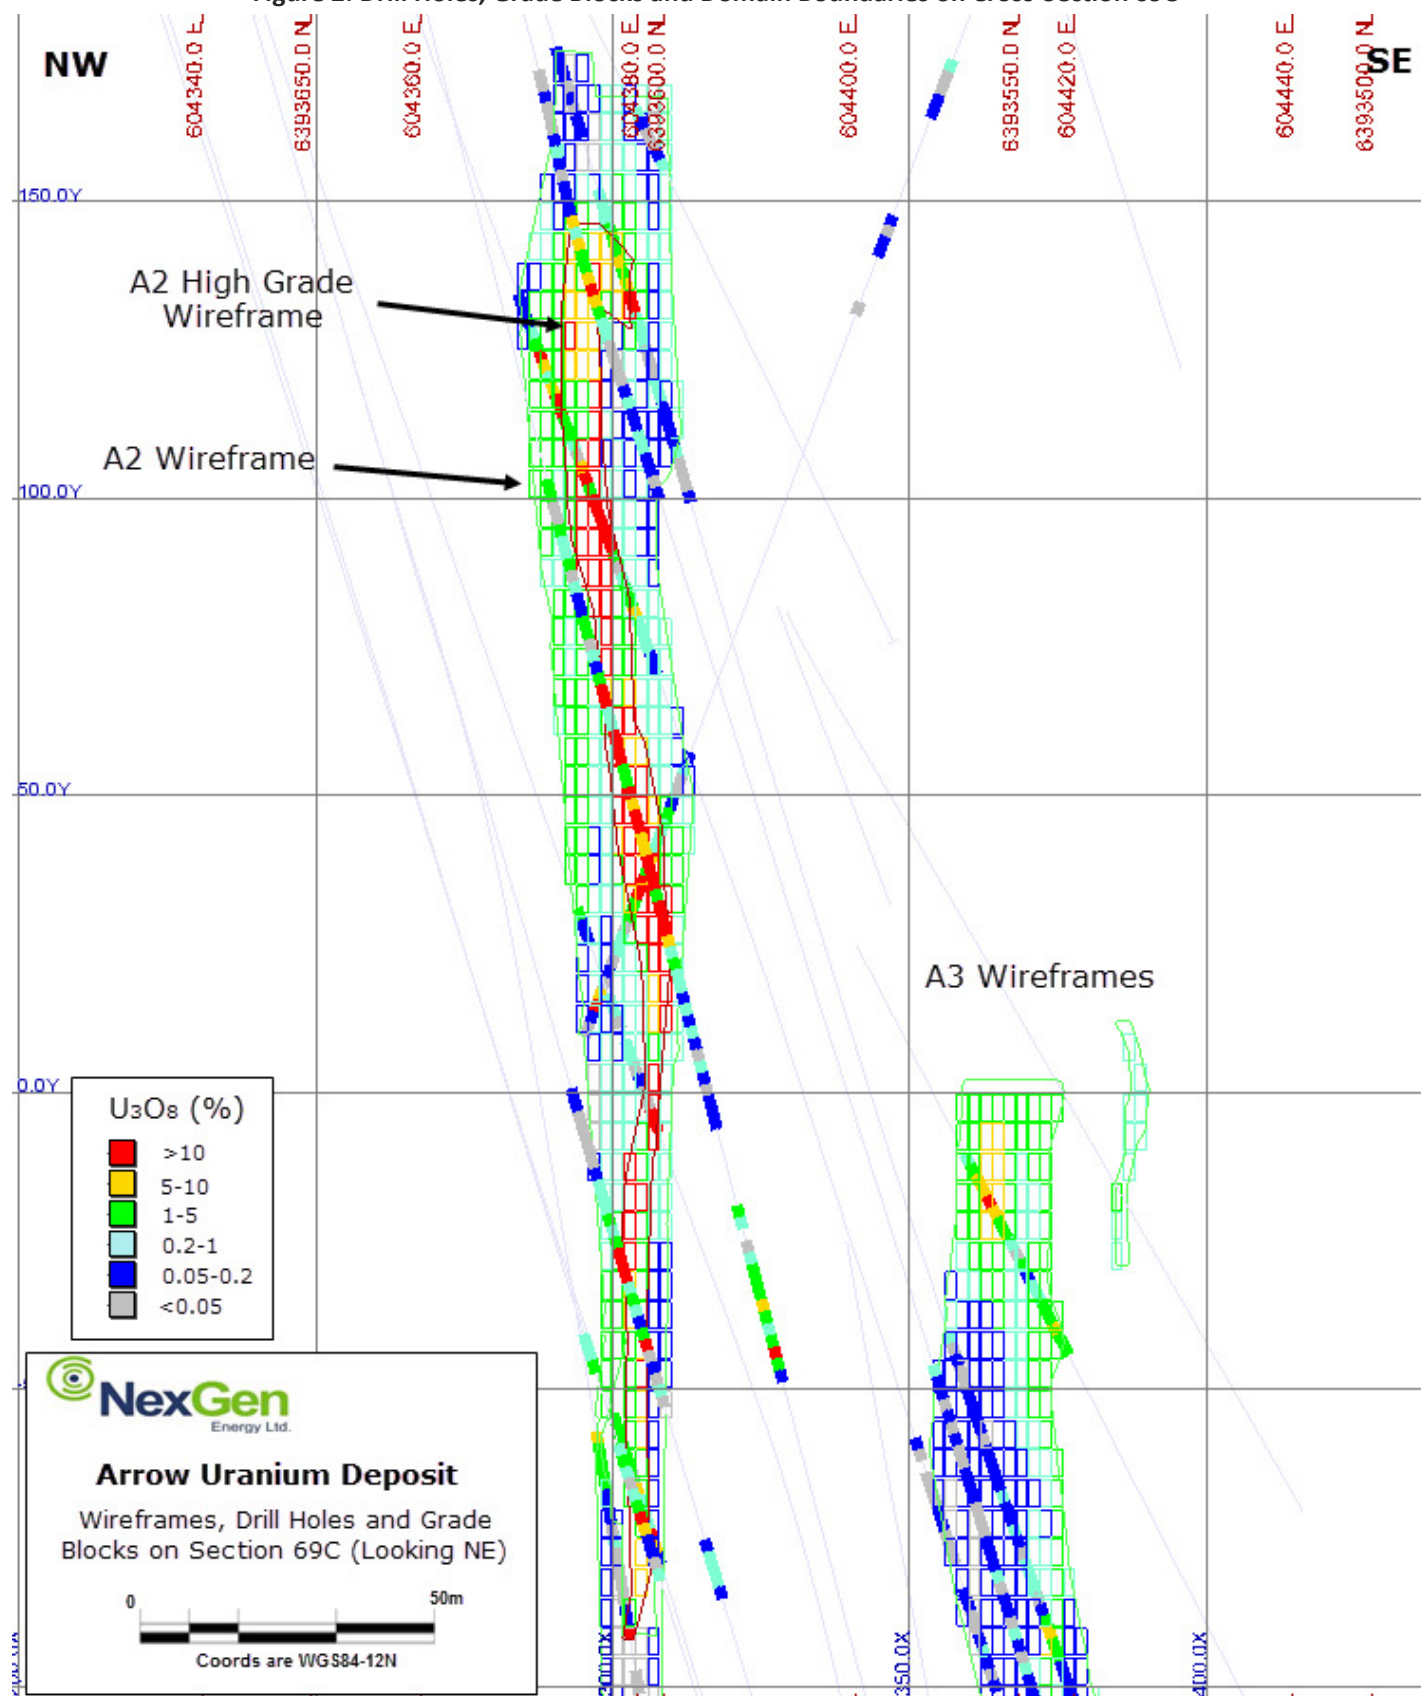 NW
604340.0 E
6393650.0 N
604360.0 E
604380.0 E
6393600.0 N
604400.0 E
6393550.0 N
604420.0 E
604440.0 E
6393500.0 N
SE
150.0Y
A2 High Grade
Wireframe
A2 Wireframe
100.0Y
50.0Y
A3 Wireframes
0.0Y
U₃O₈ (%)
>10
5-10
1-5
0.2-1
0.05-0.2
<0.05
NexGen
Energy Ltd.
Arrow Uranium Deposit
Wireframes, Drill Holes and Grade
Blocks on Section 69C (Looking NE)
0 50m
Coords are WGS84-12N
300.0X
350.0X
400.0X